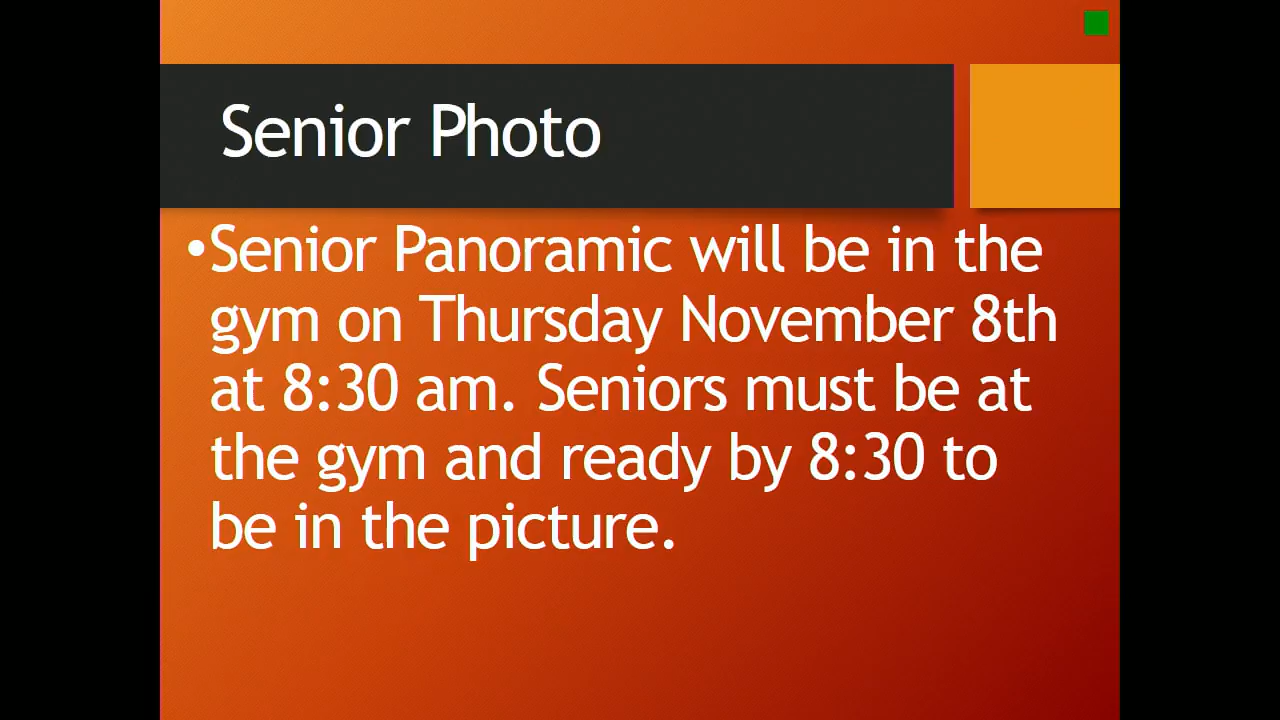 Senior Photo
•Senior Panoramic will be in the
gym on Thursday November 8th
at 8:30 am. Seniors must be at
the gym and ready by 8:30 to
be in the picture.